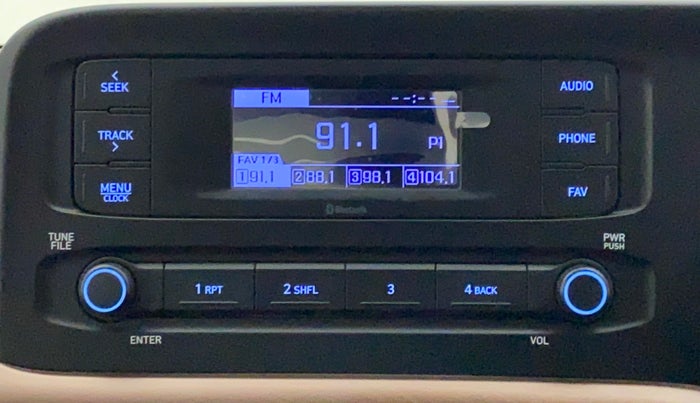 < SEEK
FM
--:--
AUDIO
TRACK >
91.1 P1
PHONE
FAV 1/3
1 91.1 2 88.1 3 98.1 4 104.1
MENU
CLOCK
FAV
Bluetooth
TUNE
FILE
PWR
PUSH
1 RPT
2 SHFL
3
4 BACK
ENTER
VOL